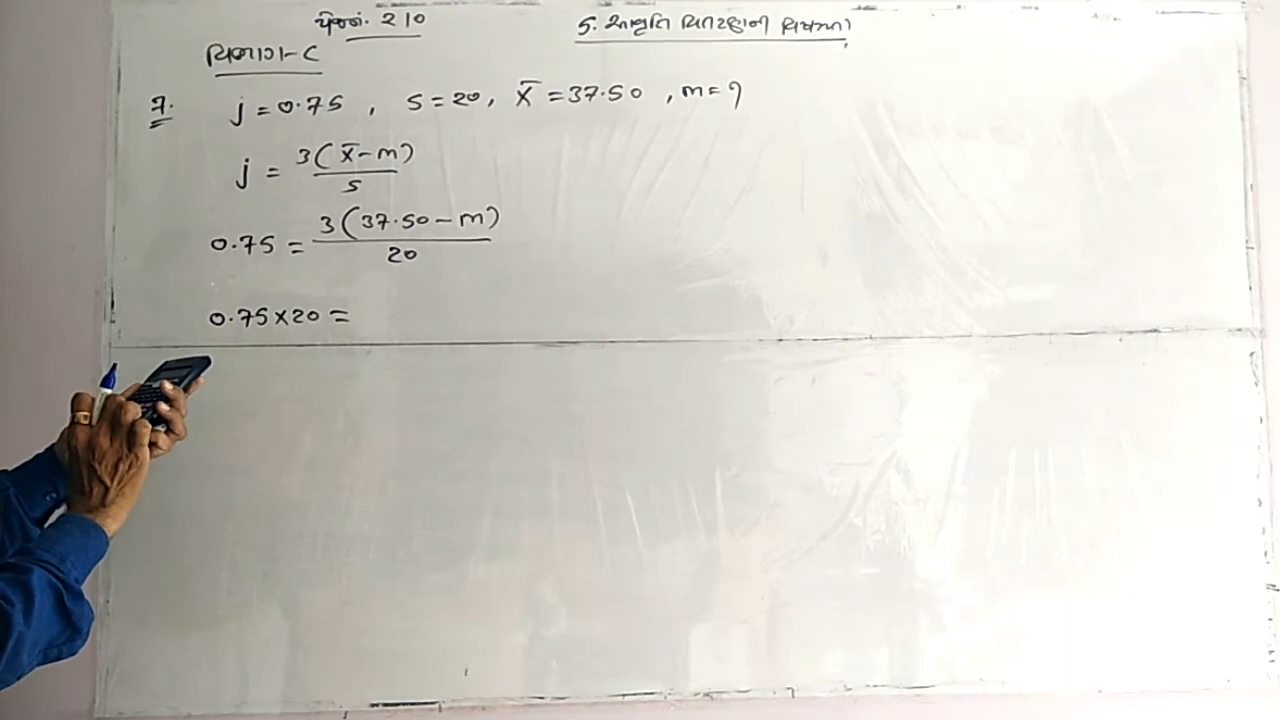 પેજનં. 210
5. આવૃત્તિ વિતરણની વિષમતા
વિભાગ-C
7. j = 0.75 , S = 20, x̄ = 37.50 , m = ?
j = 3(x̄-m) / S
0.75 = 3(37.50-m) / 20
0.75×20 =